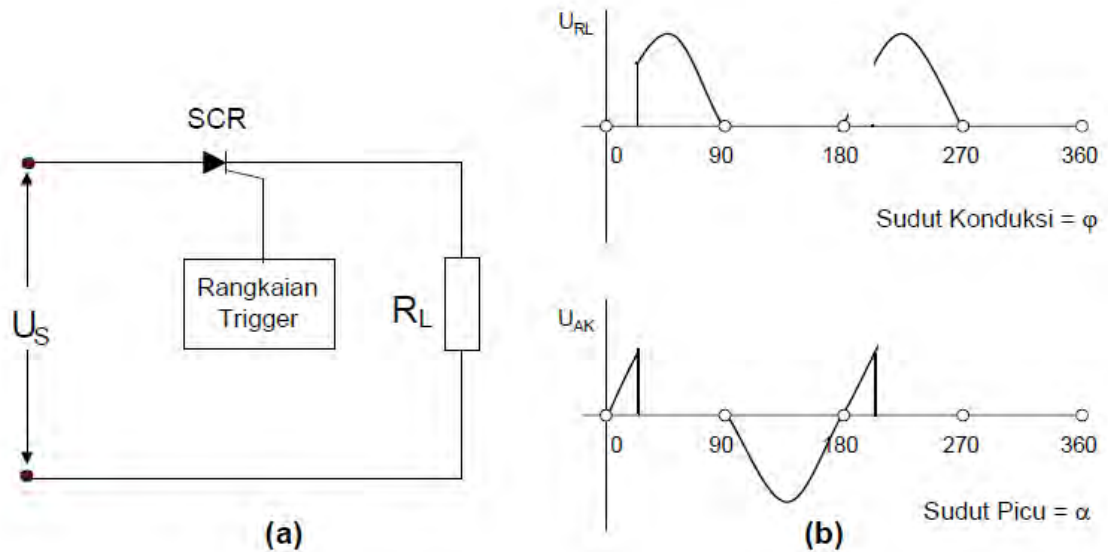 SCR
Rangkaian
Trigger
U_S
R_L
(a)
U_RL
0 90 180 270 360
Sudut Konduksi = φ
U_AK
0 90 180 270 360
Sudut Picu = α
(b)